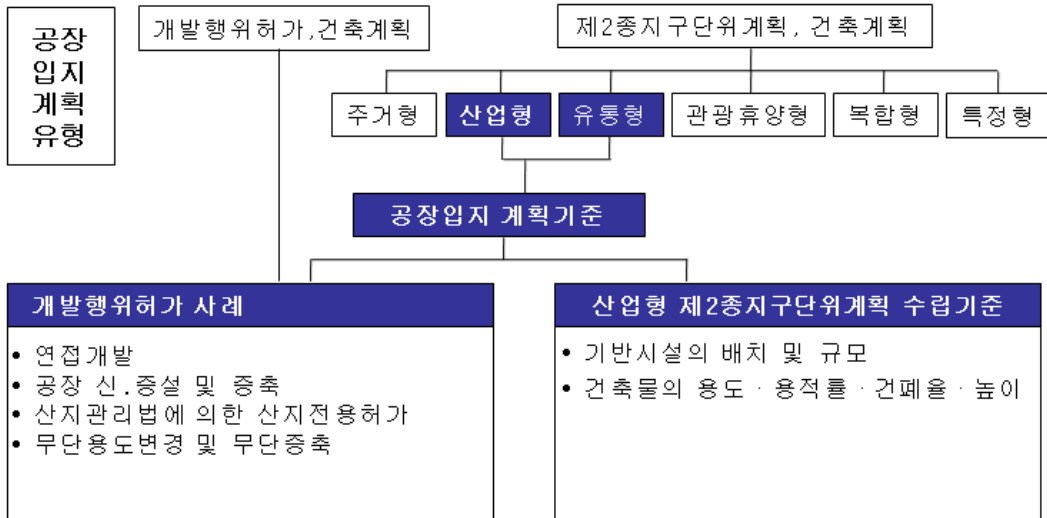 공장
입지
계획
유형
개발행위허가,건축계획
제2종지구단위계획, 건축계획
주거형
산업형
유통형
관광휴양형
복합형
특정형
공장입지 계획기준
개발행위허가 사례
• 연접개발
• 공장 신.증설 및 증축
• 산지관리법에 의한 산지전용허가
• 무단용도변경 및 무단증축
산업형 제2종지구단위계획 수립기준
• 기반시설의 배치 및 규모
• 건축물의 용도 · 용적률 · 건폐율 · 높이